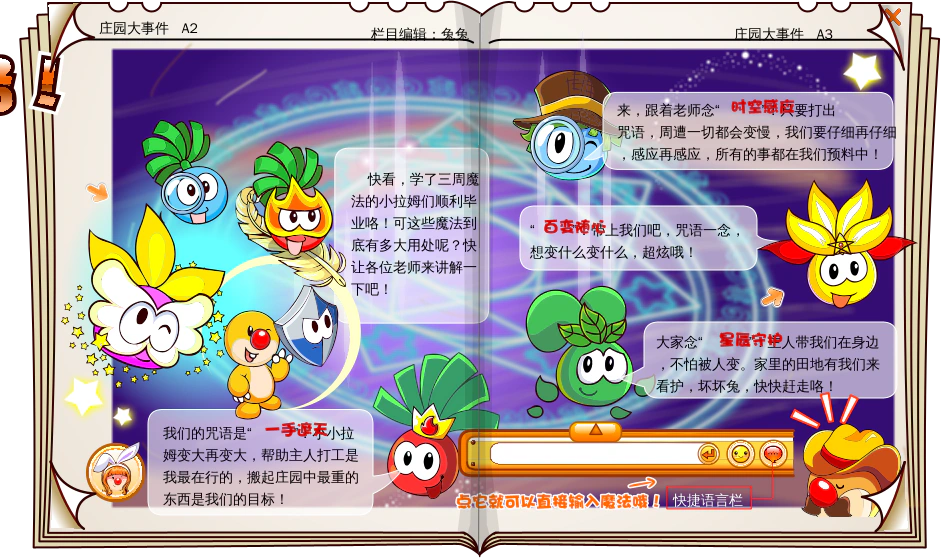 庄园大事件 A2
栏目编辑：兔兔
庄园大事件 A3
快看，学了三周魔
法的小拉姆们顺利毕
业咯！可这些魔法到
底有多大用处呢？快
让各位老师来讲解一
下吧！
我们的咒语是“一手遮天 小拉
姆变大再变大，帮助主人打工是
我最在行的，搬起庄园中最重的
东西是我们的目标！
来，跟着老师念“时空感应 只要打出
咒语，周遭一切都会变慢，我们要仔细再仔细
，感应再感应，所有的事都在我们预料中！
“百变随心 带上我们吧，咒语一念，
想变什么变什么，超炫哦！
大家念“星辰守护 人带我们在身边
，不怕被人变。家里的田地有我们来
看护，坏坏兔，快快赶走咯！
点它就可以直接输入魔法哦！
快捷语言栏